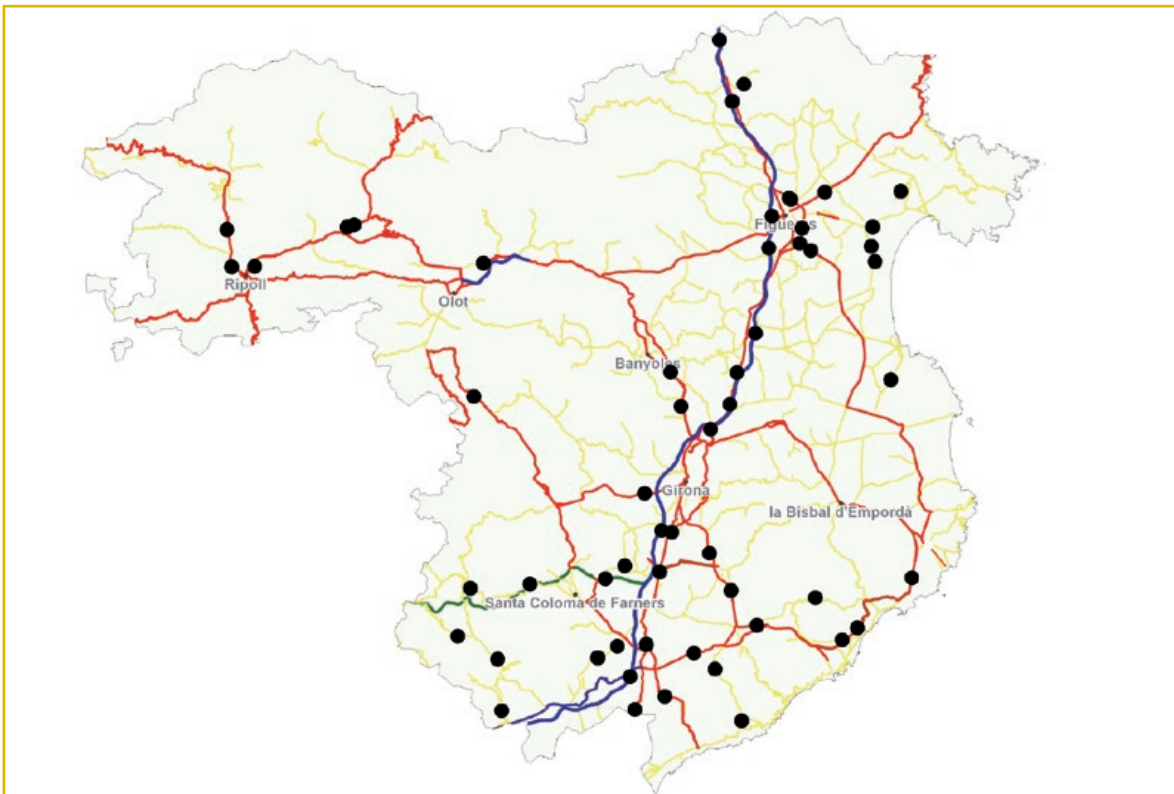 Figueres
Ripoll
Olot
Banyoles
Girona
la Bisbal d'Empordà
Santa Coloma de Farners